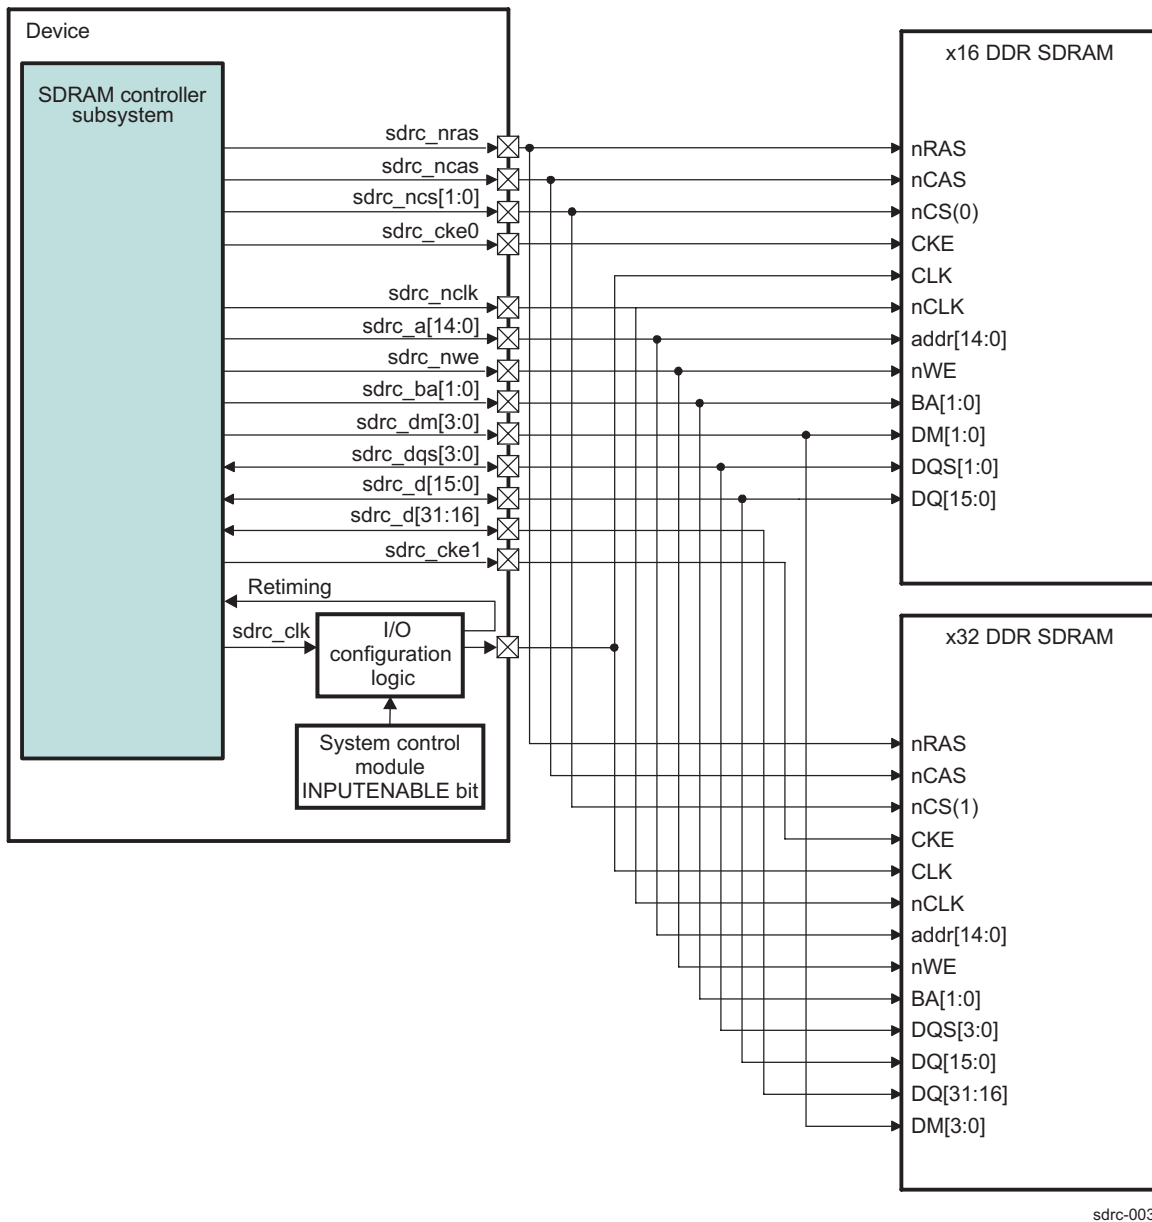 Device
SDRAM controller
subsystem
sdrc_nras
sdrc_ncas
sdrc_ncs[1:0]
sdrc_cke0
sdrc_nclk
sdrc_a[14:0]
sdrc_nwe
sdrc_ba[1:0]
sdrc_dm[3:0]
sdrc_dqs[3:0]
sdrc_d[15:0]
sdrc_d[31:16]
sdrc_cke1
Retiming
sdrc_clk
I/O
configuration
logic
System control
module
INPUTENABLE bit
x16 DDR SDRAM
nRAS
nCAS
nCS(0)
CKE
CLK
nCLK
addr[14:0]
nWE
BA[1:0]
DM[1:0]
DQS[1:0]
DQ[15:0]
x32 DDR SDRAM
nRAS
nCAS
nCS(1)
CKE
CLK
nCLK
addr[14:0]
nWE
BA[1:0]
DQS[3:0]
DQ[15:0]
DQ[31:16]
DM[3:0]
sdrc-003